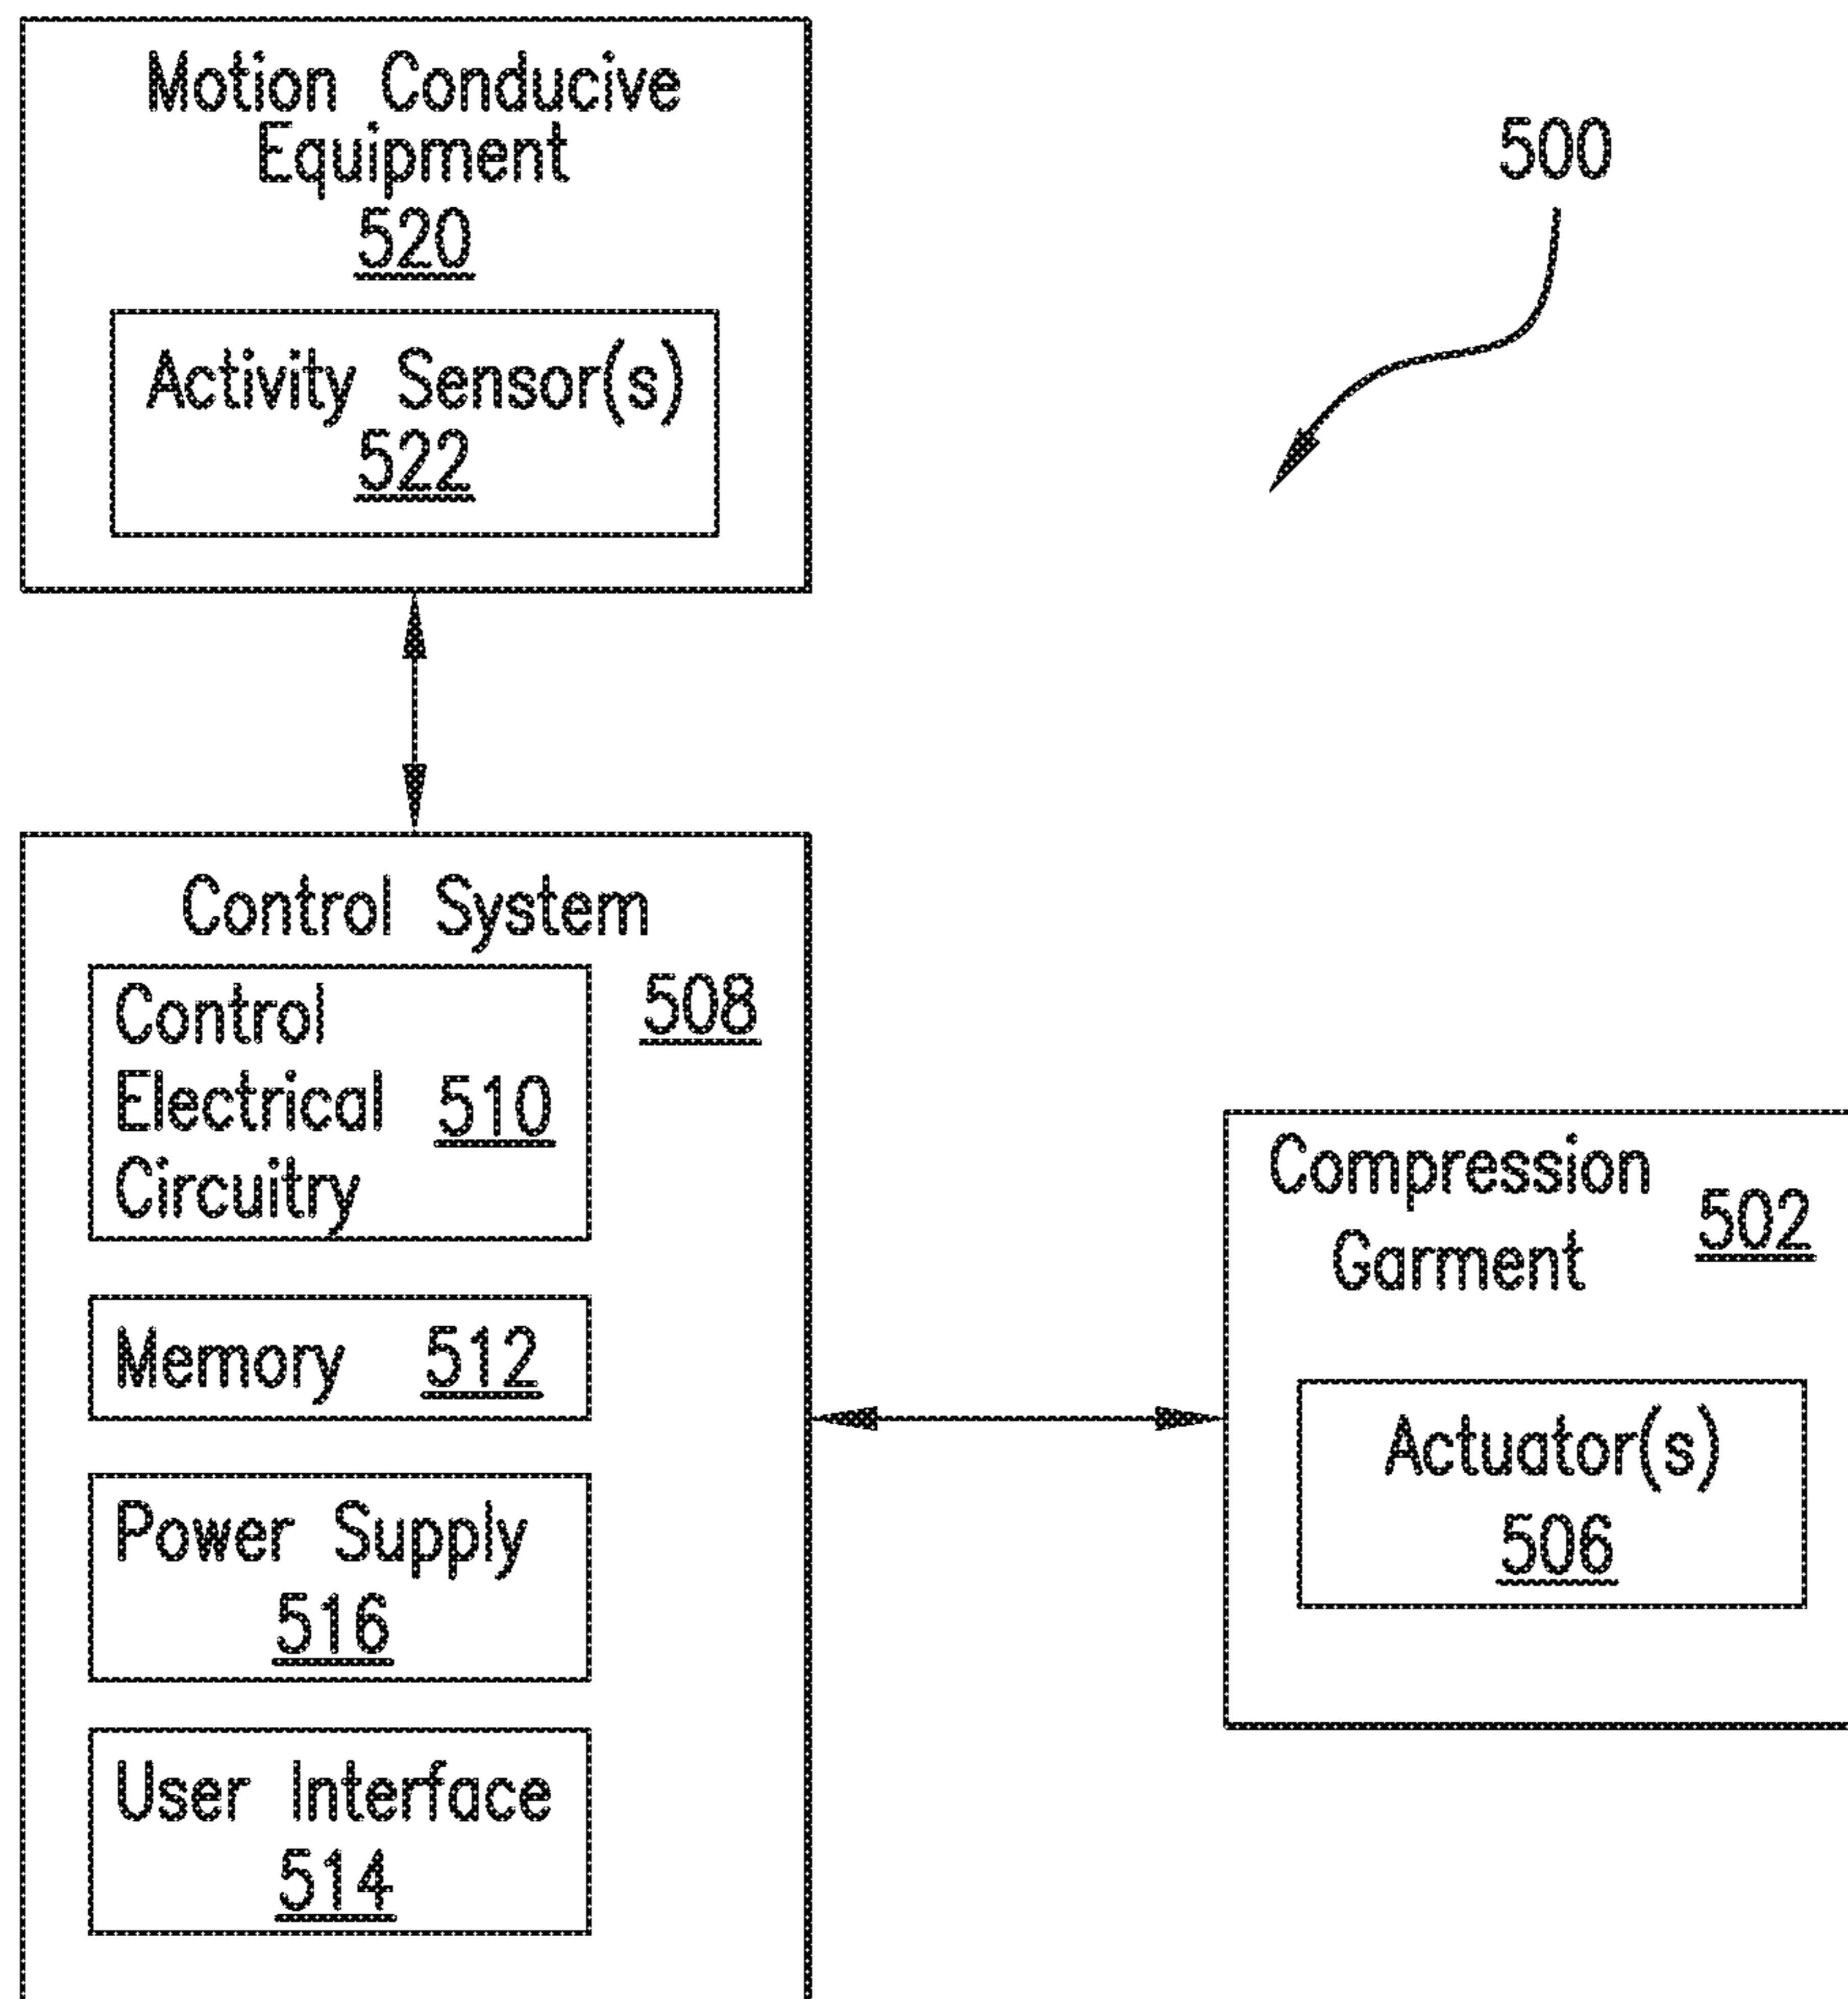 Motion Conducive
Equipment
520
Activity Sensor(s)
522
500
Control System
508
Control
Electrical 510
Circuitry
Memory 512
Power Supply
516
User Interface
514
Compression
Garment 502
Actuator(s)
506